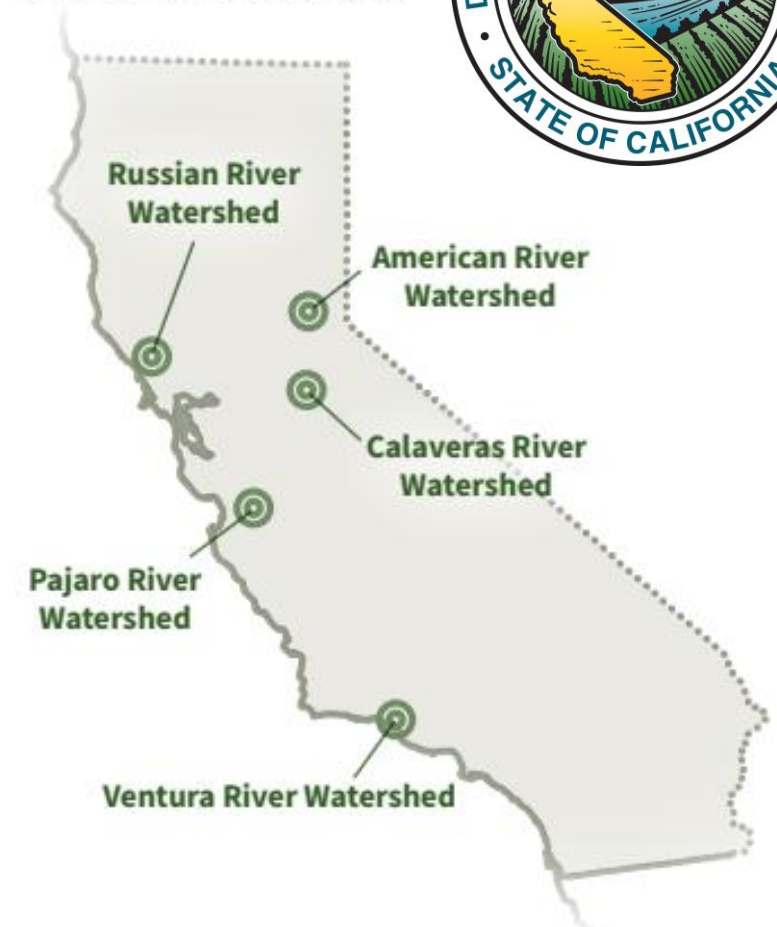 STATE OF CALIFORNIA
Russian River
Watershed
American River
Watershed
Calaveras River
Watershed
Pajaro River
Watershed
Ventura River Watershed